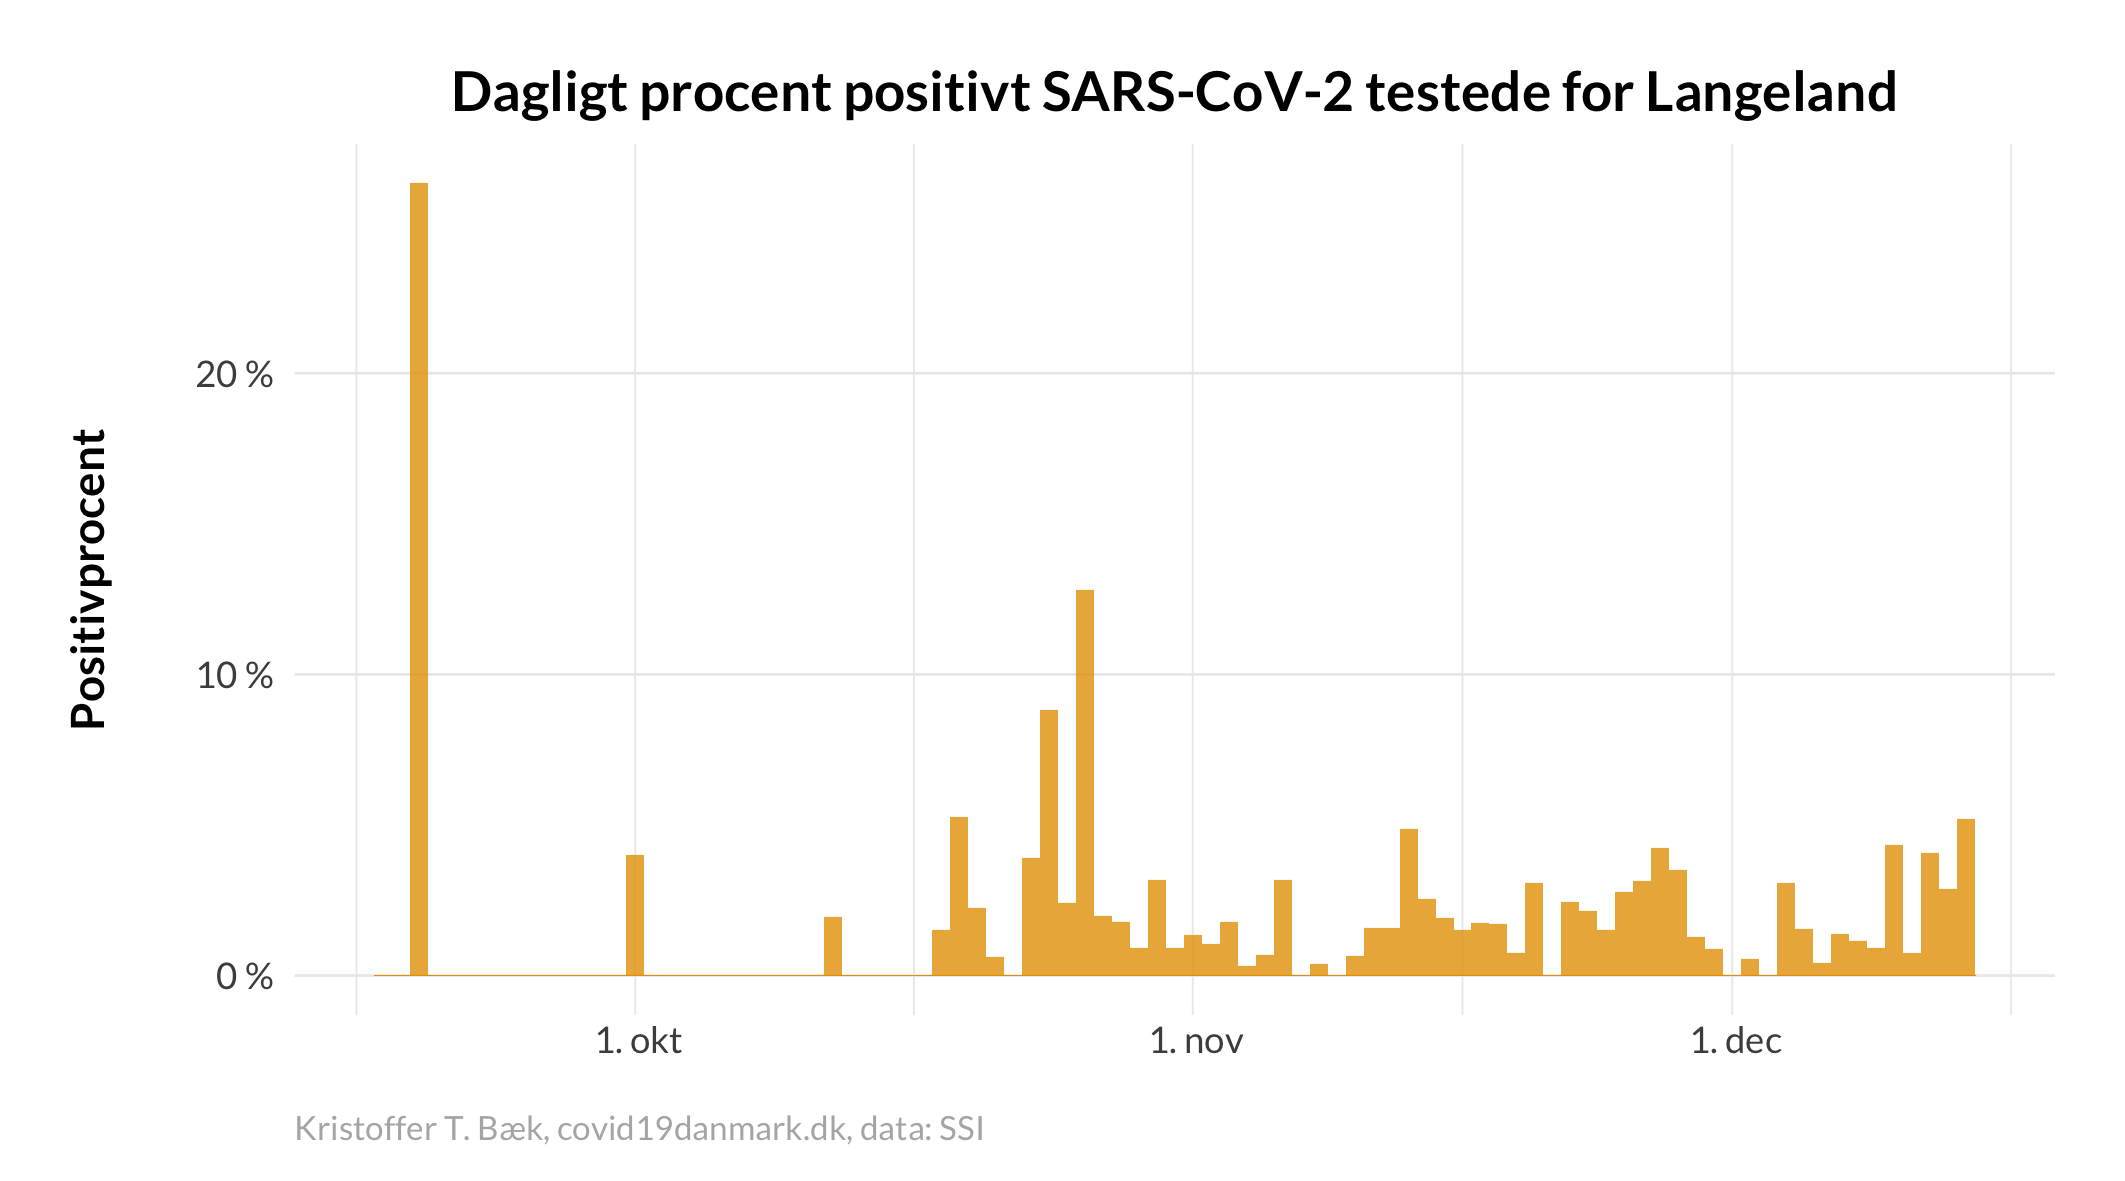 Dagligt procent positivt SARS-CoV-2 testede for Langeland
Positivprocent
20 %
10 %
0 %
1. okt
1. nov
1. dec
Kristoffer T. Bæk, covid19danmark.dk, data: SSI